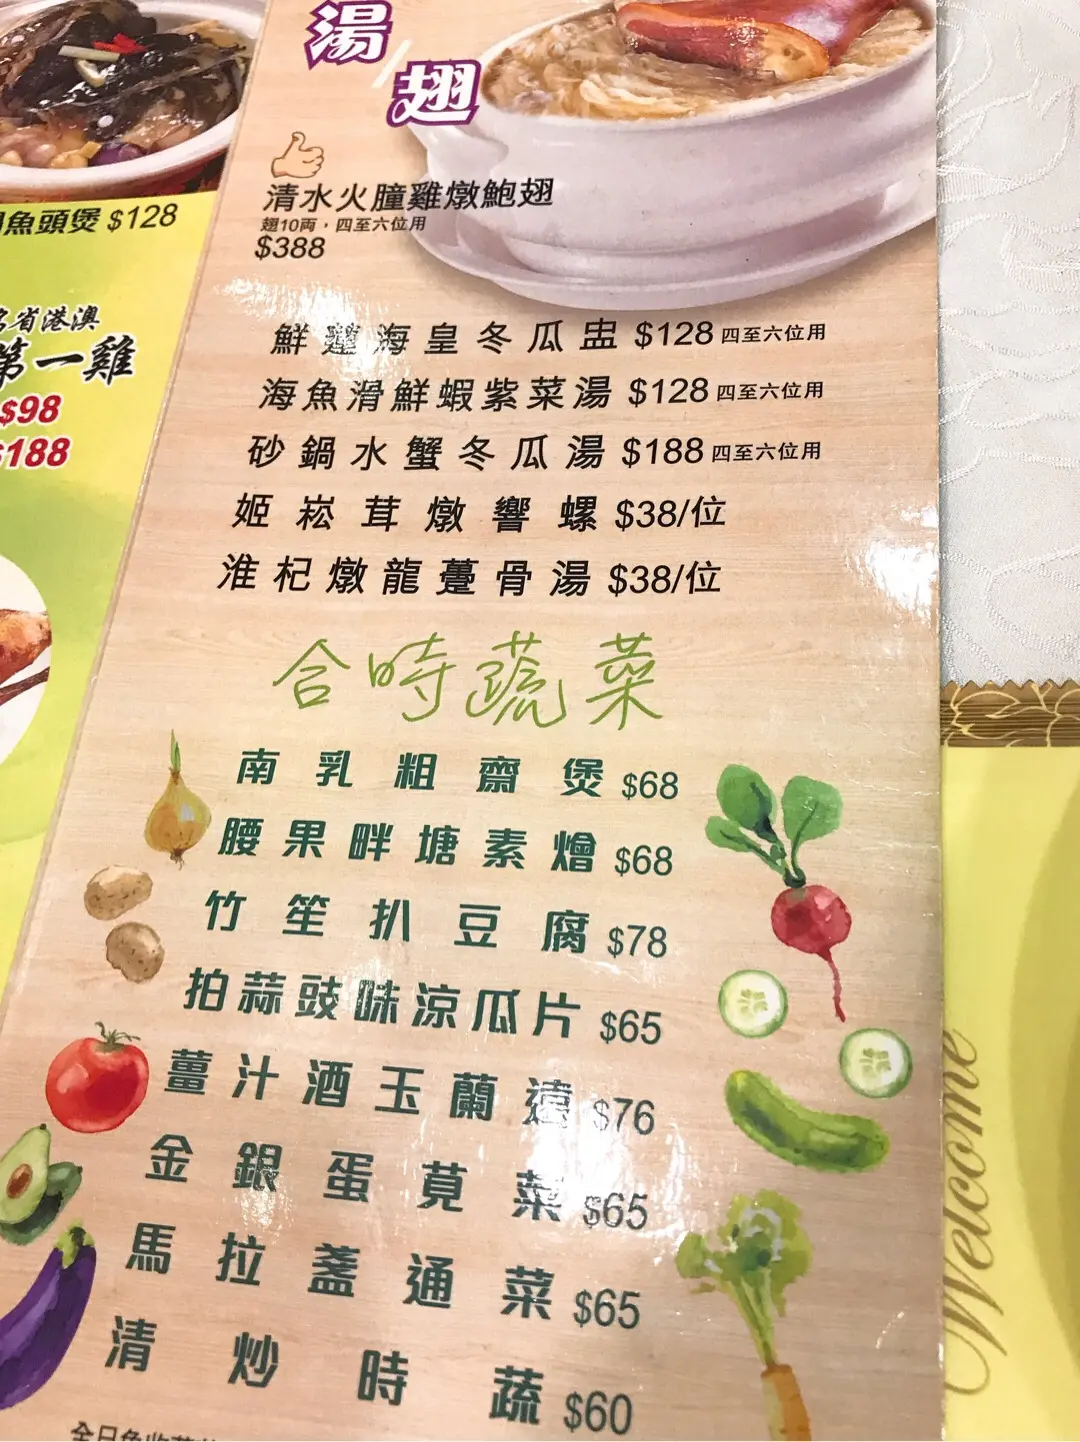 湯/翅
清水火膧雞燉鮑翅
翅10両，四至六位用
$388
鮮蓮海皇冬瓜盅 $128 四至六位用
海魚滑鮮蝦紫菜湯 $128 四至六位用
砂鍋水蟹冬瓜湯 $188 四至六位用
姬崧茸燉響螺 $38/位
淮杞燉龍躉骨湯 $38/位
合時蔬菜
南乳粗齋煲 $68
腰果畔塘素燴 $68
竹笙扒豆腐 $78
拍蒜豉味涼瓜片 $65
薑汁酒玉蘭薳 $76
金銀蛋莧菜 $65
馬拉盞通菜 $65
清炒時蔬 $60
魚頭煲 $128
省港澳
第一雞
$98
$188
Welcome